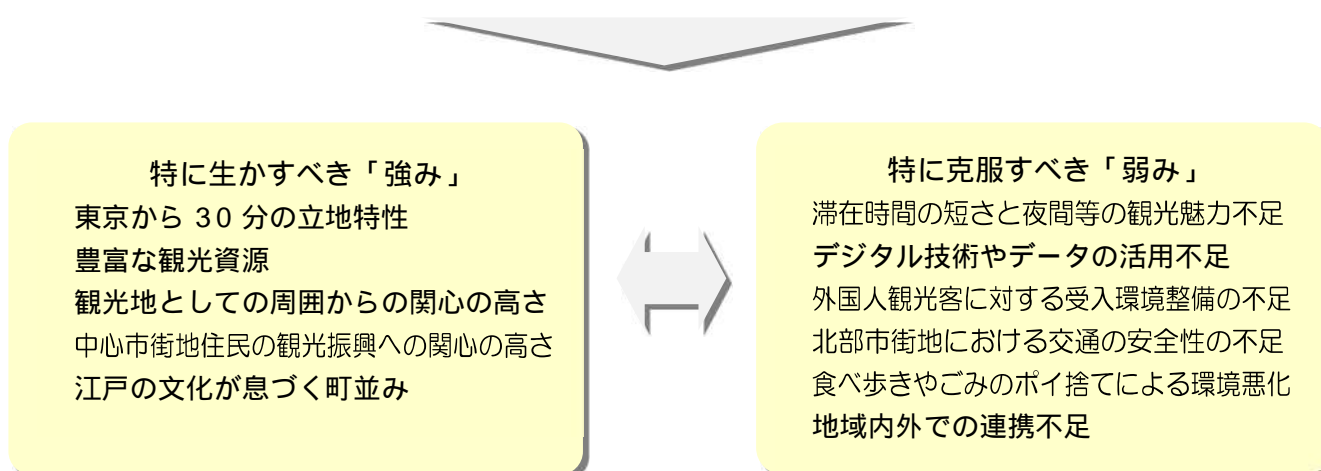 特に生かすべき「強み」
東京から 30 分の立地特性
豊富な観光資源
観光地としての周囲からの関心の高さ
中心市街地住民の観光振興への関心の高さ
江戸の文化が息づく町並み
特に克服すべき「弱み」
滞在時間の短さと夜間等の観光魅力不足
デジタル技術やデータの活用不足
外国人観光客に対する受入環境整備の不足
北部市街地における交通の安全性の不足
食べ歩きやごみのポイ捨てによる環境悪化
地域内外での連携不足